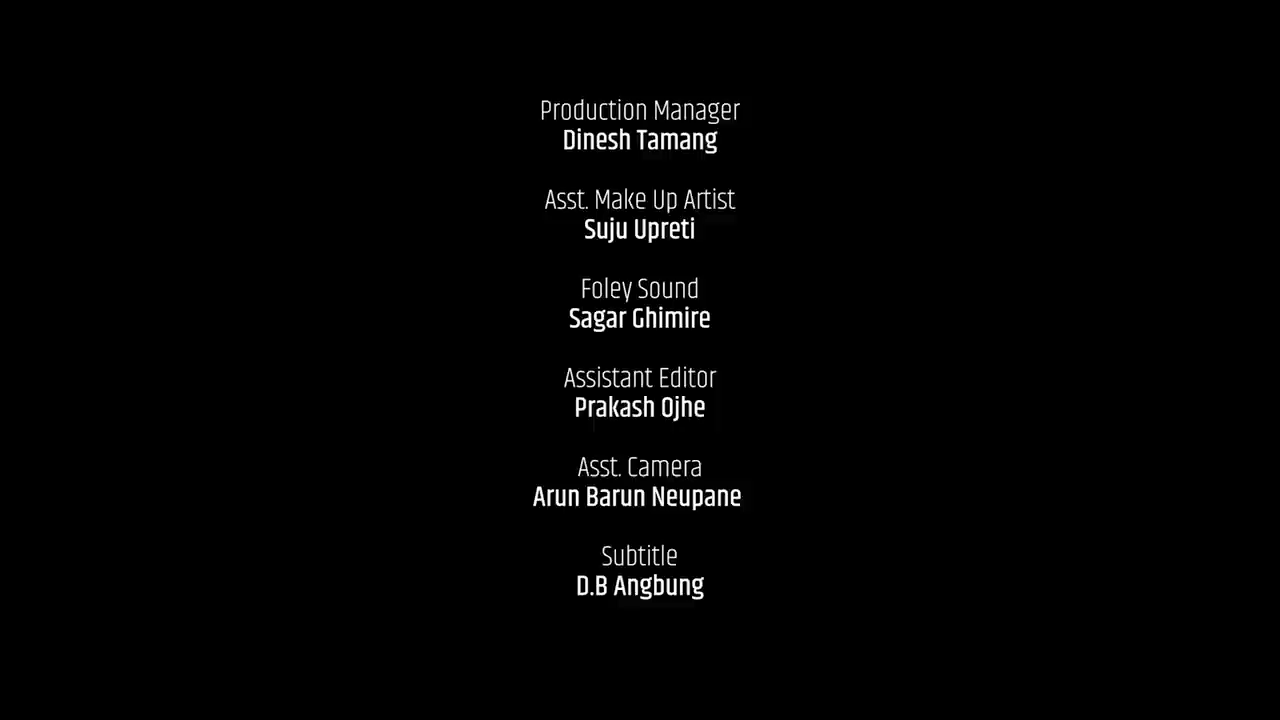 Production Manager
Dinesh Tamang
Asst. Make Up Artist
Suju Upreti
Foley Sound
Sagar Ghimire
Assistant Editor
Prakash Ojhe
Asst. Camera
Arun Barun Neupane
Subtitle
D.B Angbung